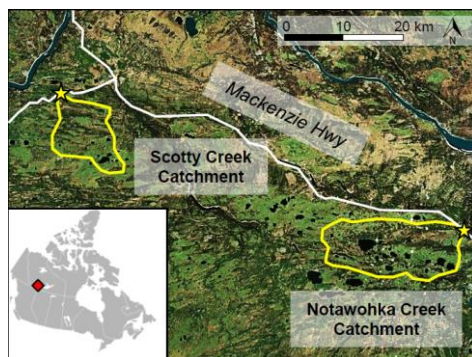 0 10 20 km
N
Mackenzie Hwy
Scotty Creek
Catchment
Notawohka Creek
Catchment